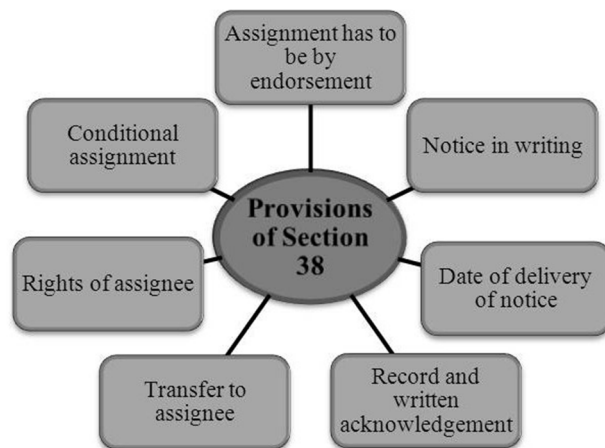 Assignment has to
be by
endorsement
Notice in writing
Date of delivery
of notice
Record and
written
acknowledgement
Transfer to
assignee
Rights of assignee
Conditional
assignment
Provisions
of Section
38